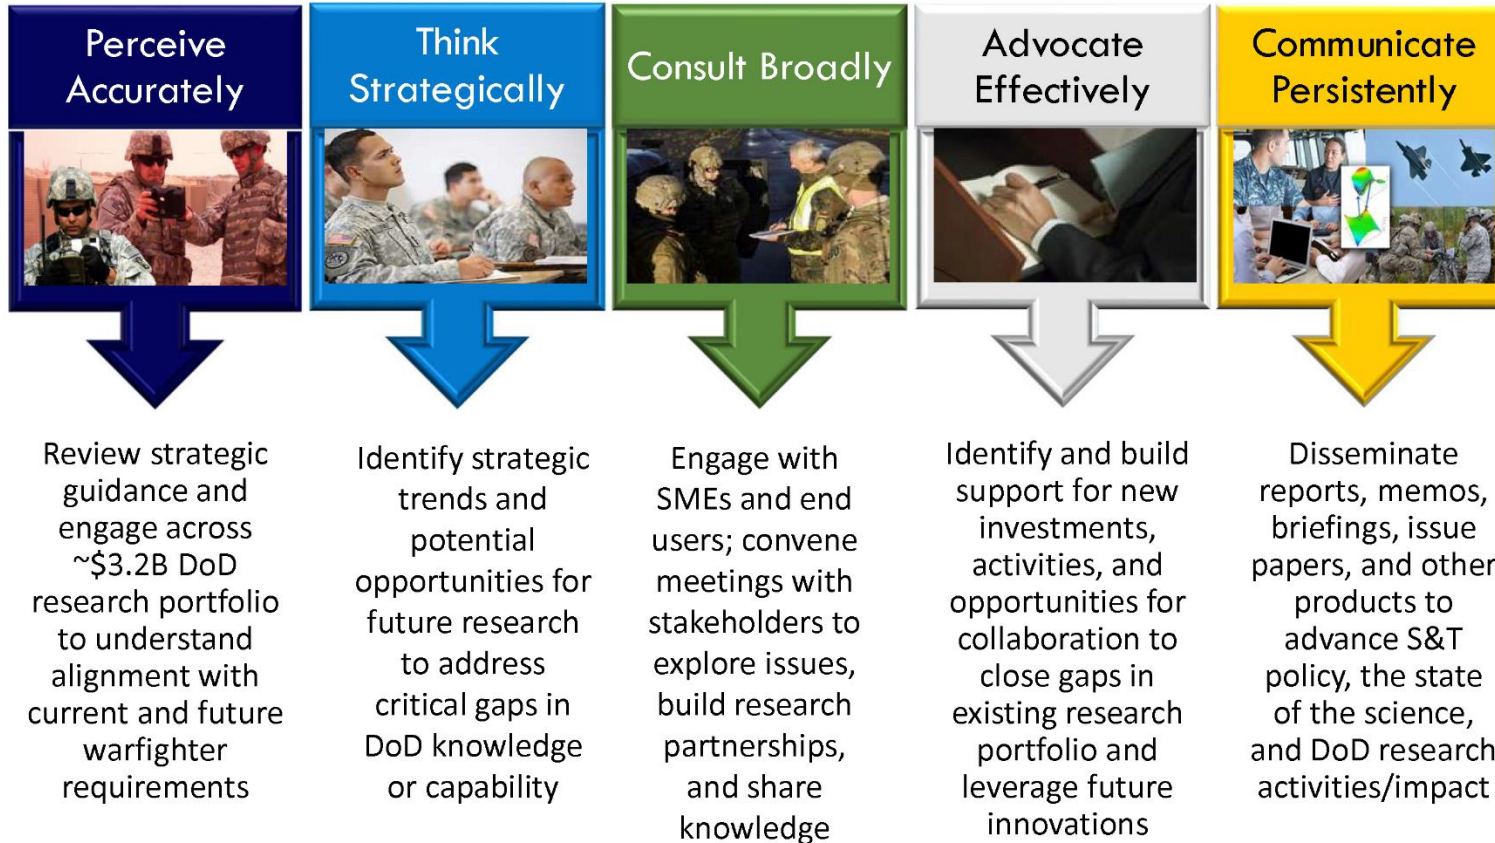 Perceive
Accurately
Think
Strategically
Consult Broadly
Advocate
Effectively
Communicate
Persistently
Review strategic
guidance and
engage across
~$3.2B DoD
research portfolio
to understand
alignment with
current and future
warfighter
requirements
Identify strategic
trends and
potential
opportunities for
future research
to address
critical gaps in
DoD knowledge
or capability
Engage with
SMEs and end
users; convene
meetings with
stakeholders to
explore issues,
build research
partnerships,
and share
knowledge
Identify and build
support for new
investments,
activities, and
opportunities for
collaboration to
close gaps in
existing research
portfolio and
leverage future
innovations
Disseminate
reports, memos,
briefings, issue
papers, and other
products to
advance S&T
policy, the state
of the science,
and DoD research
activities/impact